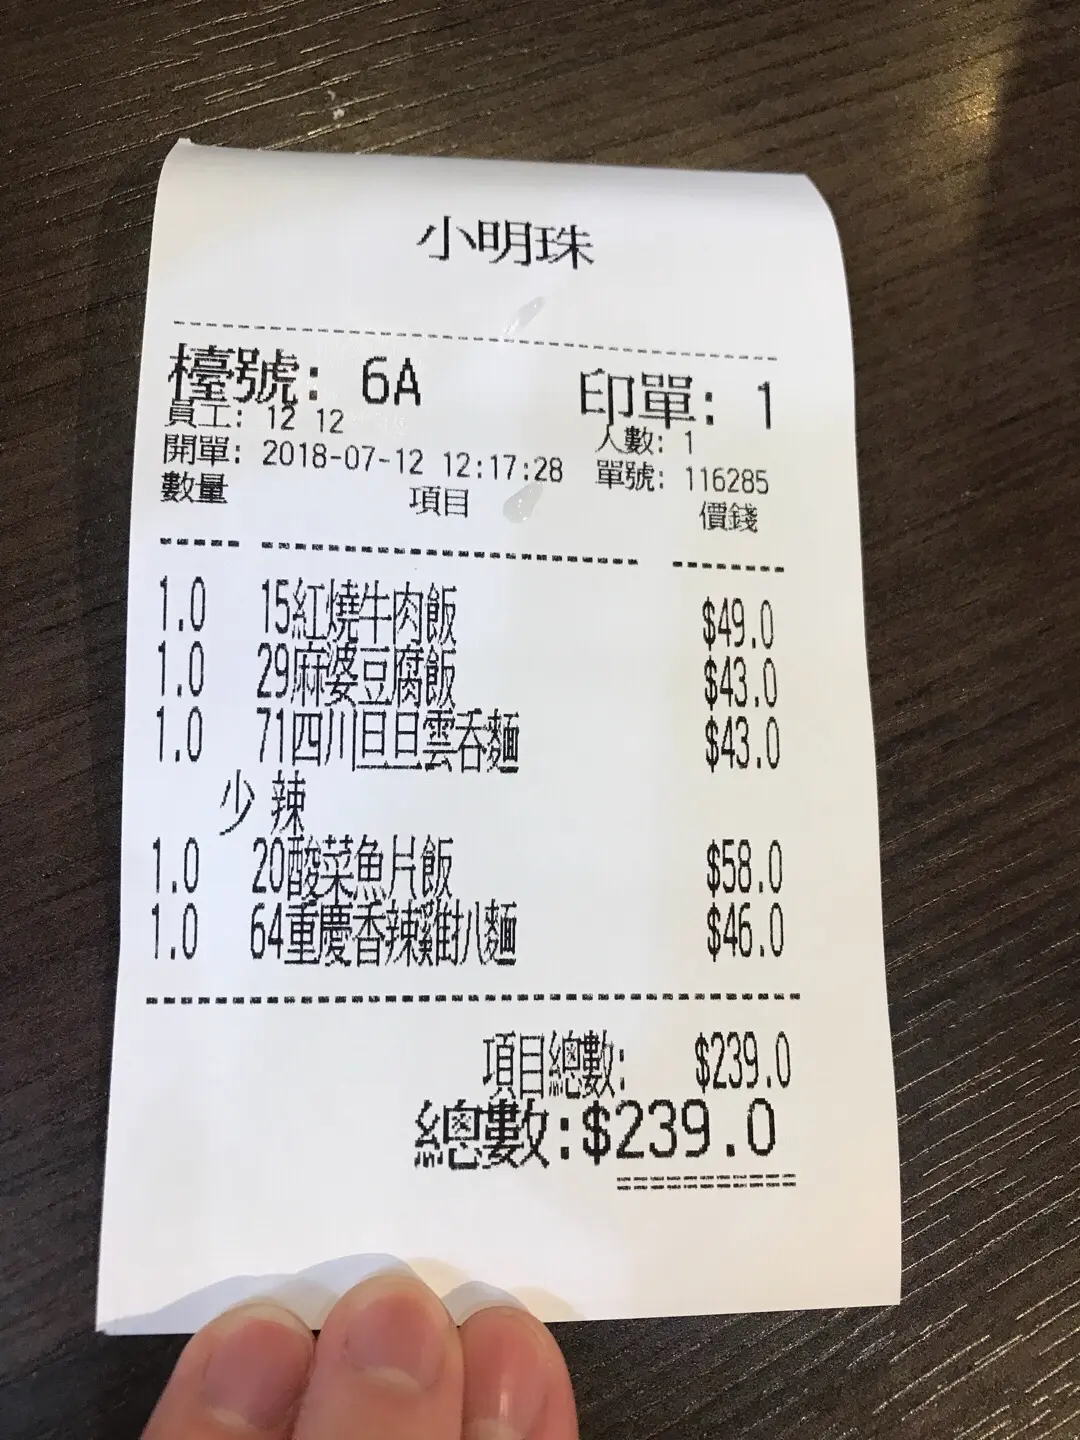 小明珠
檯號: 6A 印單: 1
員工: 12 12 人數: 1
開單: 2018-07-12 12:17:28 單號: 116285
數量 項目 價錢
1.0 15紅燒牛肉飯 $49.0
1.0 29麻婆豆腐飯 $43.0
1.0 71四川旦旦雲吞麵 $43.0
少 辣
1.0 20酸菜魚片飯 $58.0
1.0 64重慶香辣雞扒麵 $46.0
項目總數: $239.0
總數:$239.0